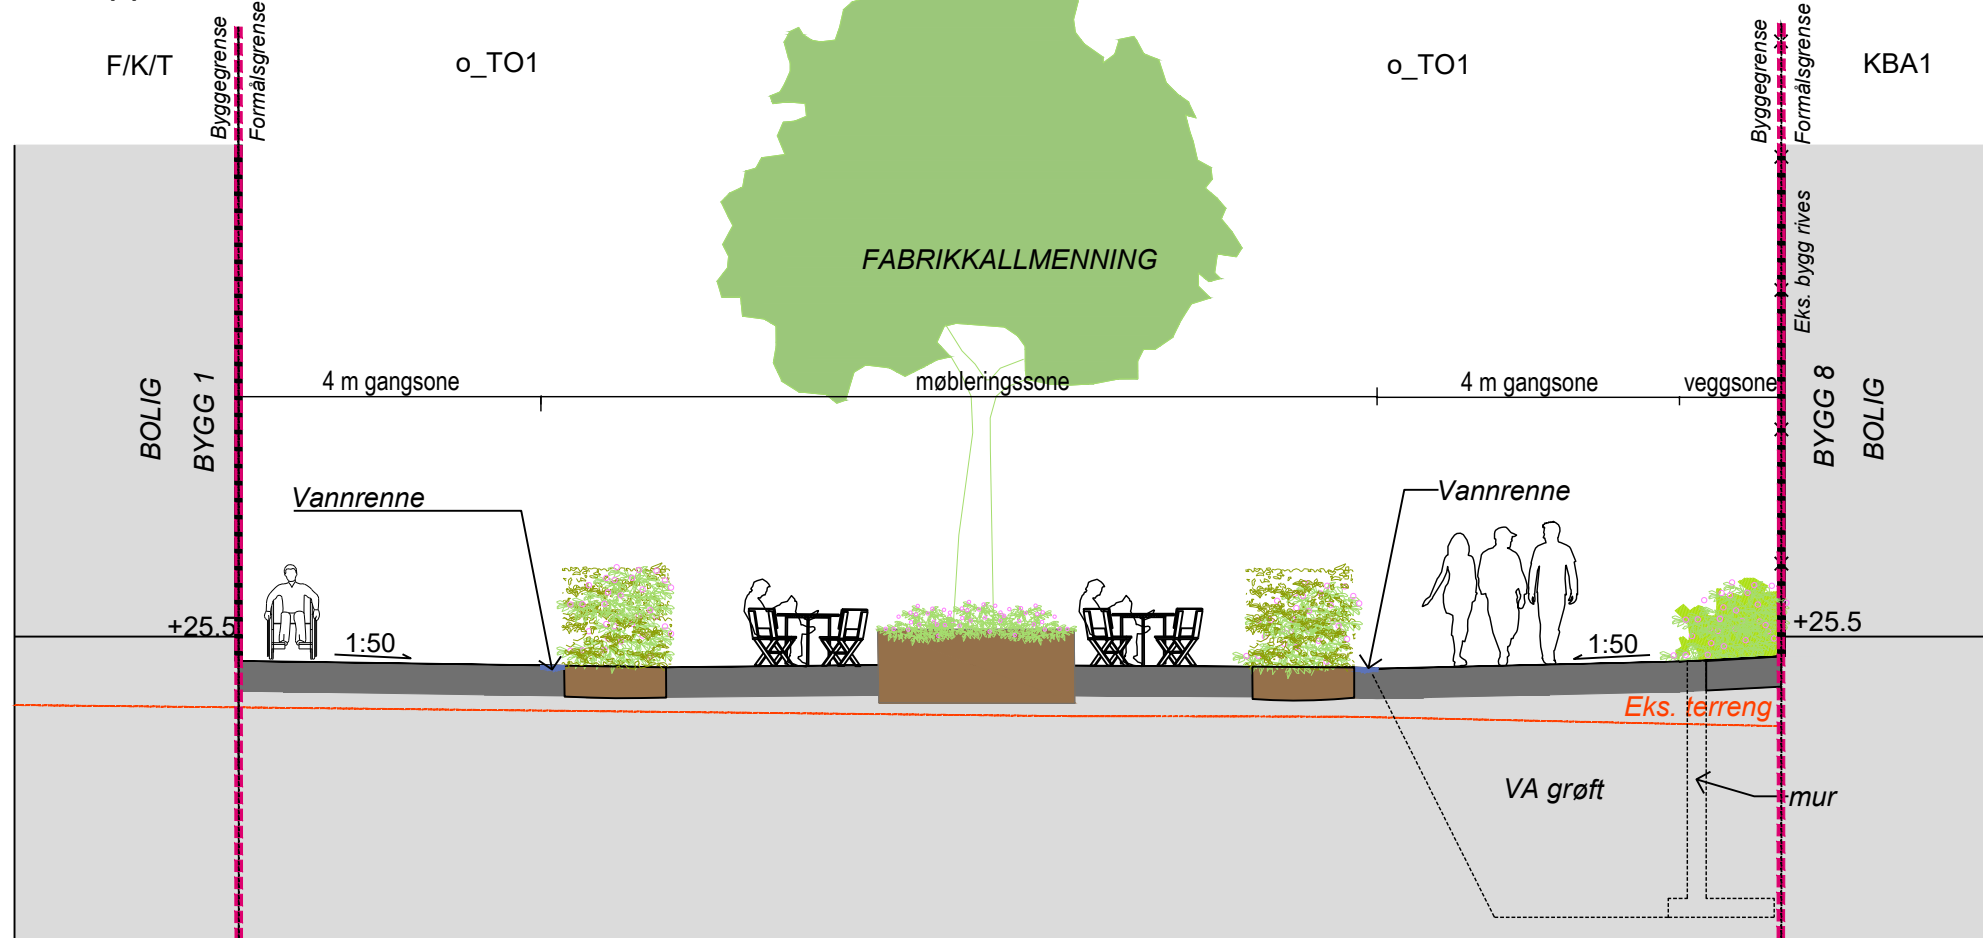 F/K/T
Byggegrense
Formålsgrense
o_TO1
o_TO1
Byggegrense
Formålsgrense
KBA1
Eks. bygg rives
FABRIKKALLMENNING
BOLIG
BYGG 1
4 m gangsone
møbleringssone
4 m gangsone
veggsone
BYGG 8
BOLIG
Vannrenne
Vannrenne
+25.5
1:50
1:50
+25.5
Eks. terreng
VA grøft
mur